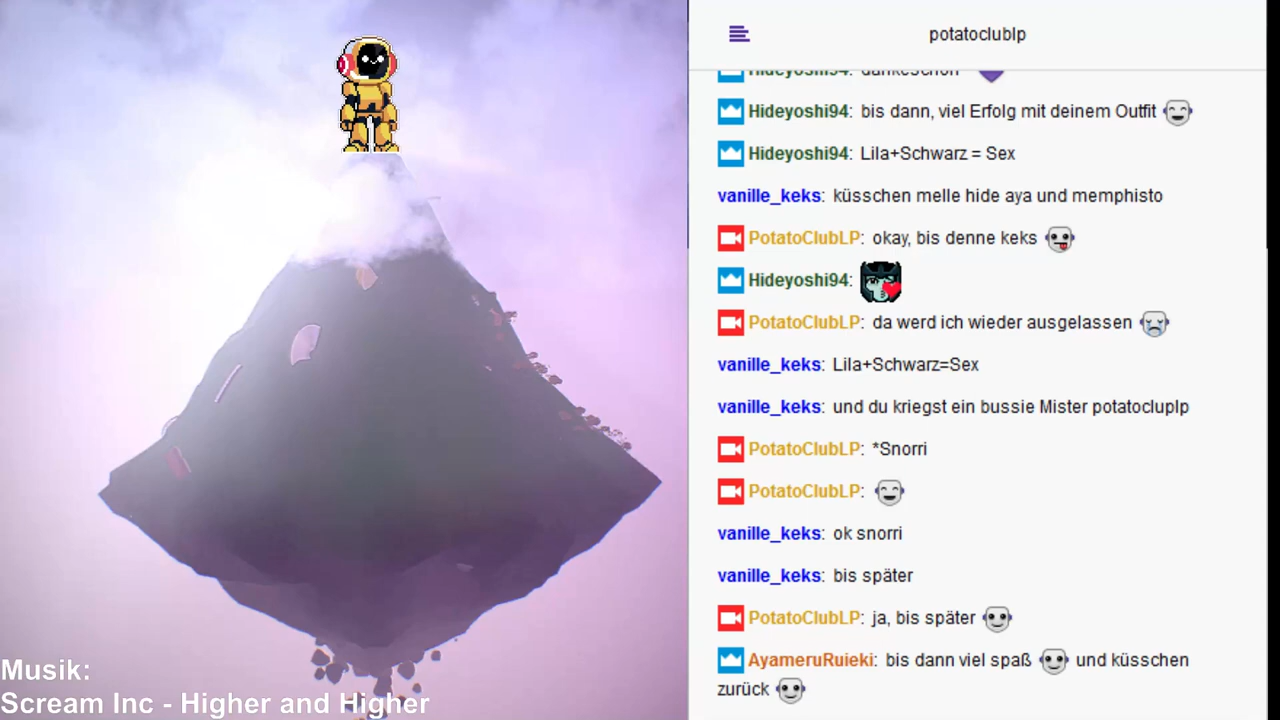 potatoclublp
Hideyoshi94: dankeschön
Hideyoshi94: bis dann, viel Erfolg mit deinem Outfit
Hideyoshi94: Lila+Schwarz = Sex
vanille_keks: küsschen melle hide aya und memphisto
PotatoClubLP: okay, bis denne keks
Hideyoshi94:
PotatoClubLP: da werd ich wieder ausgelassen
vanille_keks: Lila+Schwarz=Sex
vanille_keks: und du kriegst ein bussie Mister potatocluplp
PotatoClubLP: *Snorri
PotatoClubLP:
vanille_keks: ok snorri
vanille_keks: bis später
PotatoClubLP: ja, bis später
AyameruRuieki: bis dann viel spaß und küsschen
zurück
Musik:
Scream Inc - Higher and Higher